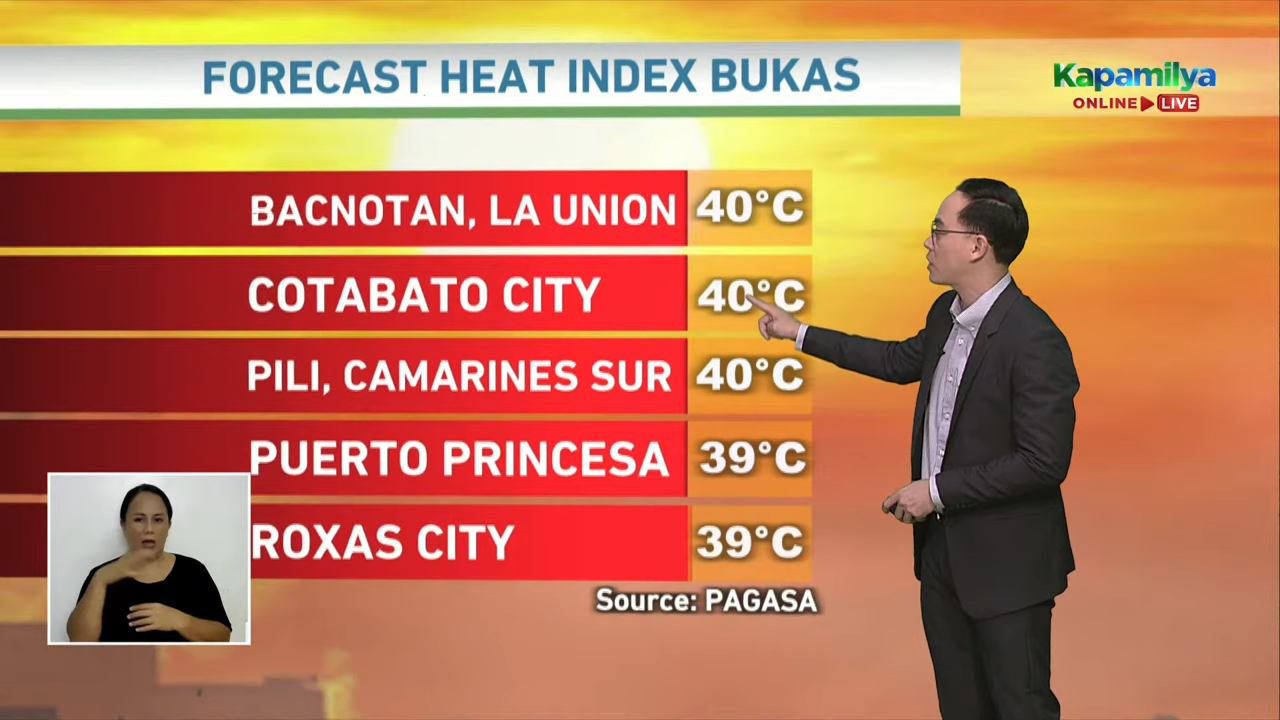 FORECAST HEAT INDEX BUKAS
Kapamilya
ONLINE LIVE
BACNOTAN, LA UNION 40°C
COTABATO CITY 40°C
PILI, CAMARINES SUR 40°C
PUERTO PRINCESA 39°C
ROXAS CITY 39°C
Source: PAGASA